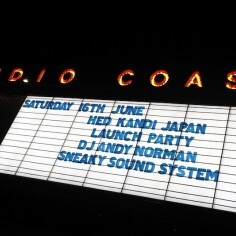 DIO COAS
SATURDAY 16TH JUNE
HED KANDI JAPAN
LAUNCH PARTY
DJ ANDY NORMAN
SNEAKY SOUND SYSTEM